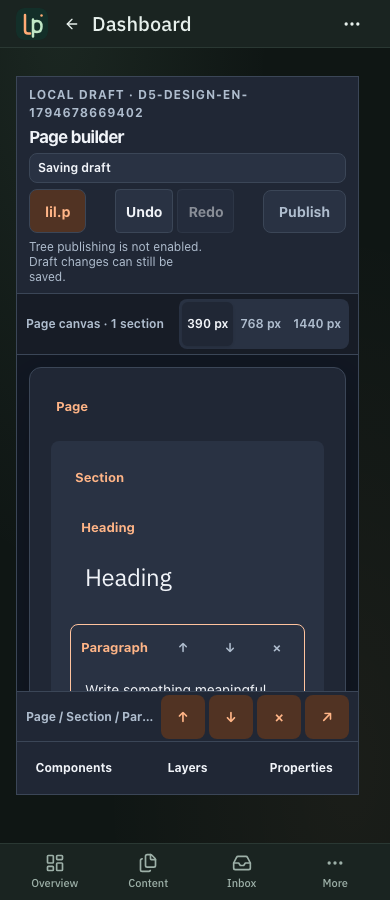 lp
← Dashboard
LOCAL DRAFT · D5-DESIGN-EN-
1794678669402
Page builder
Saving draft
lil.p Undo Redo Publish
Tree publishing is not enabled.
Draft changes can still be
saved.
Page canvas · 1 section 390 px 768 px 1440 px
Page
Section
Heading
Heading
Paragraph ↑ ↓ ×
Write something meaningful
Page / Section / Par... ↑ ↓ × ↗
Components Layers Properties
Overview Content Inbox More